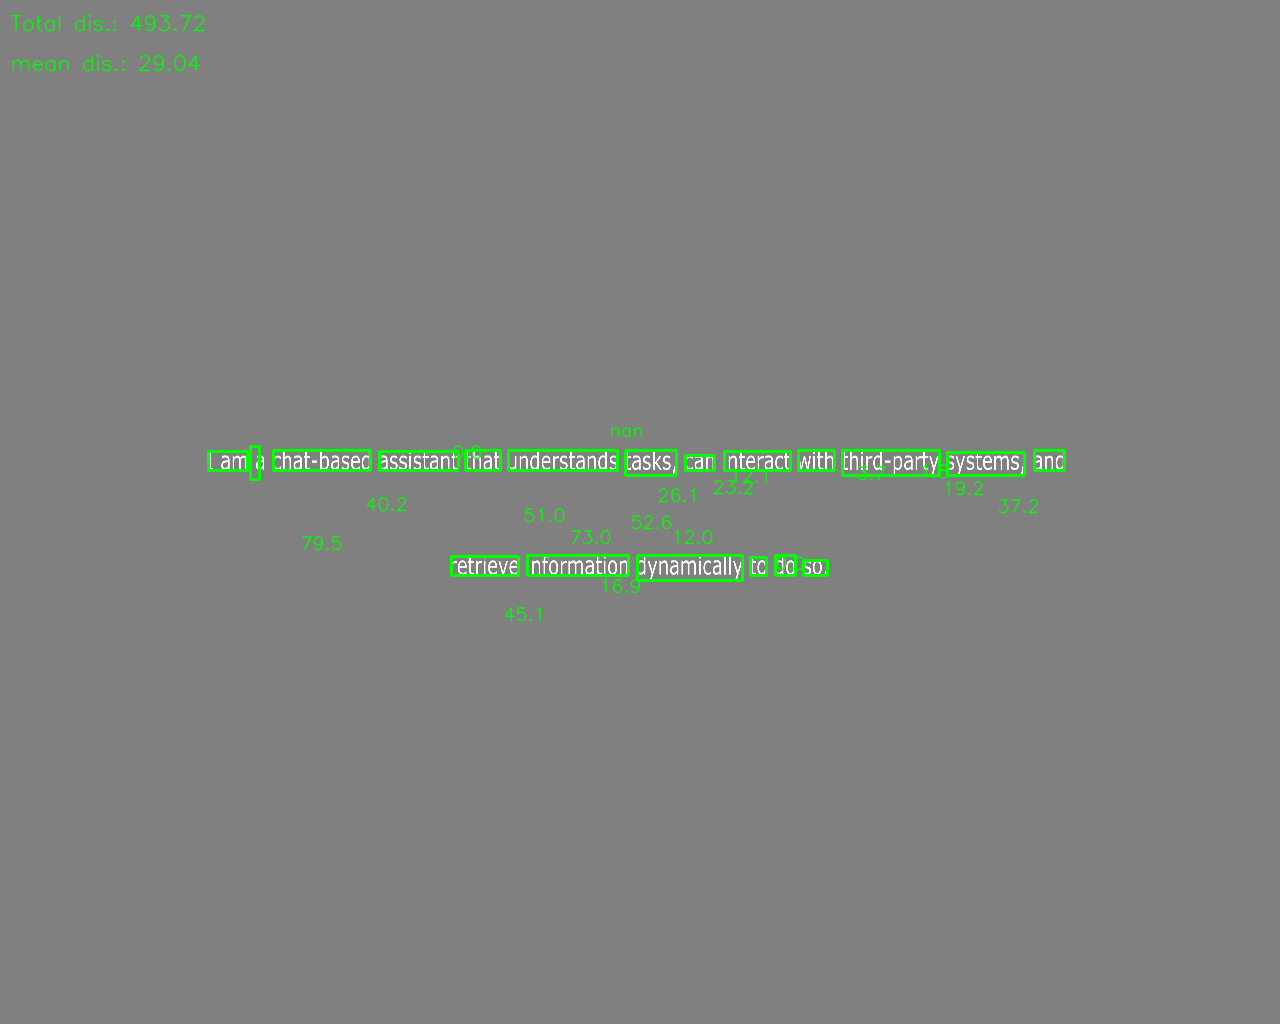 Total dis.: 493.72
mean dis.: 29.04
nan
I am a chat-based assistant that understands tasks, can interact with third-party systems, and
12.1
26.1 23.2 19.2
40.2 37.2
51.0 52.6
79.5 73.0 12.0
retrieve information dynamically to do so.
16.9
45.1